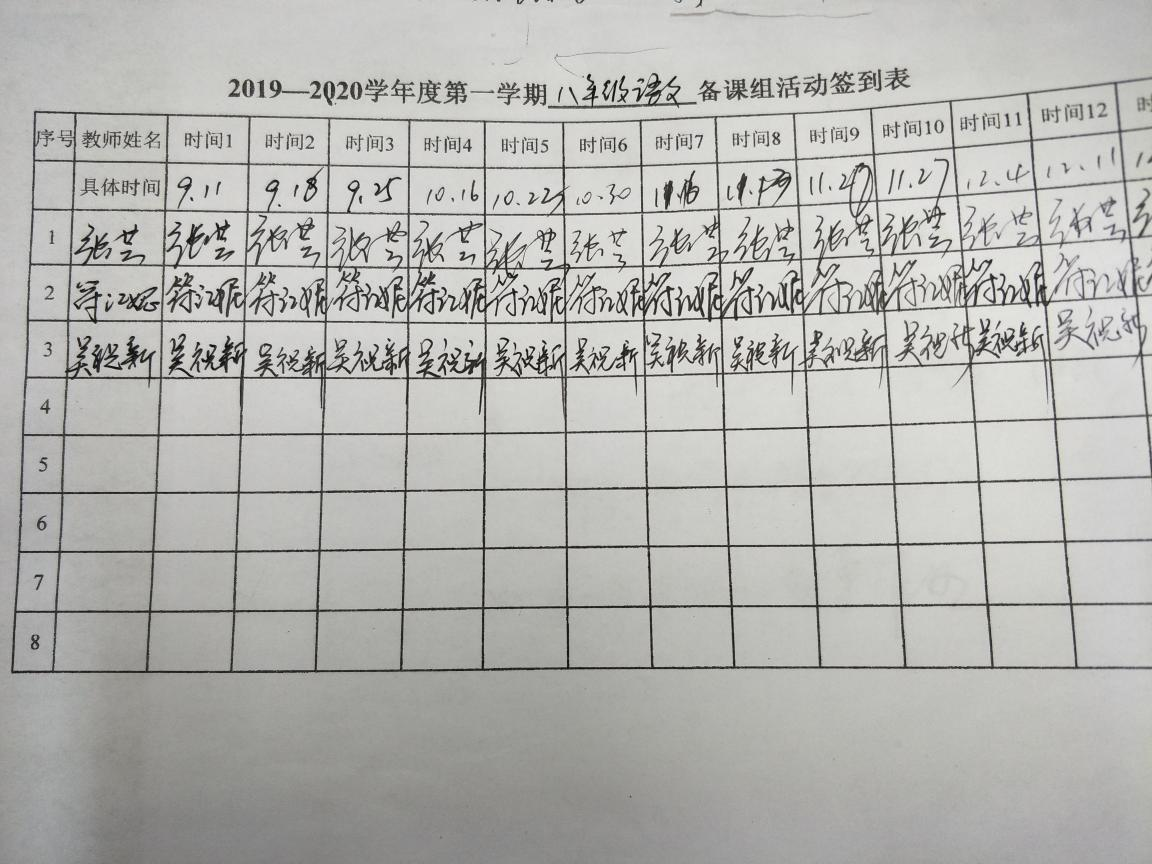 2019—2020学年度第一学期 八年级语文 备课组活动签到表
序号 教师姓名 时间1 时间2 时间3 时间4 时间5 时间6 时间7 时间8 时间9 时间10 时间11 时间12
具体时间 9.11 9.18 9.25 10.16 10.23 10.30 11.6 11.13 11.20 11.27 12.4 12.11
1 张芸 张芸 张芸 张芸 张芸 张芸 张芸 张芸 张芸 张芸 张芸 张芸 张芸
2 符江妮 符江妮 符江妮 符江妮 符江妮 符江妮 符江妮 符江妮 符江妮 符江妮 符江妮 符江妮 符江妮
3 吴祝新 吴祝新 吴祝新 吴祝新 吴祝新 吴祝新 吴祝新 吴祝新 吴祝新 吴祝新 吴祝新 吴祝新 吴祝新
4
5
6
7
8